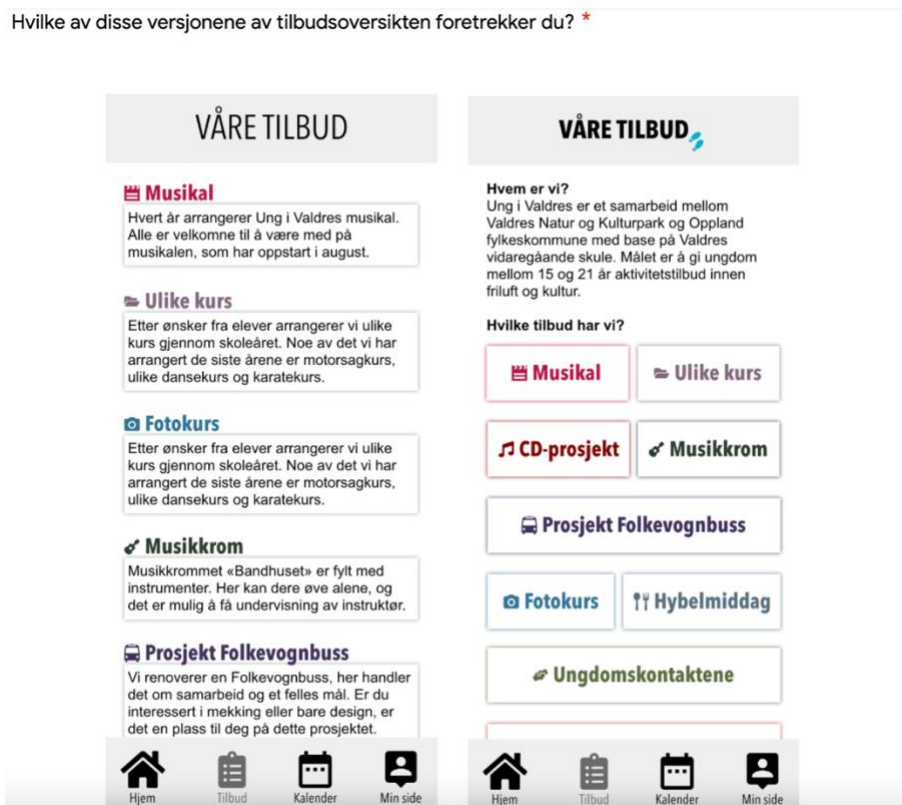 Hvilke av disse versjonene av tilbudsoversikten foretrekker du? *
VÅRE TILBUD
Musikal
Hvert år arrangerer Ung i Valdres musikal.
Alle er velkomne til å være med på
musikalen, som har oppstart i august.
Ulike kurs
Etter ønsker fra elever arrangerer vi ulike
kurs gjennom skoleåret. Noe av det vi har
arrangert de siste årene er motorsagkurs,
ulike dansekurs og karatekurs.
Fotokurs
Etter ønsker fra elever arrangerer vi ulike
kurs gjennom skoleåret. Noe av det vi har
arrangert de siste årene er motorsagkurs,
ulike dansekurs og karatekurs.
Musikkrom
Musikkrommet «Bandhuset» er fylt med
instrumenter. Her kan dere øve alene, og
det er mulig å få undervisning av instruktør.
Prosjekt Folkevognbuss
Vi renoverer en Folkevognbuss, her handler
det om samarbeid og et felles mål. Er du
interessert i mekking eller bare design, er
det en plass til deg på dette prosjektet.
Hjem Tilbud Kalender Min side
VÅRE TILBUD
Hvem er vi?
Ung i Valdres er et samarbeid mellom
Valdres Natur og Kulturpark og Oppland
fylkeskommune med base på Valdres
vidaregåande skule. Målet er å gi ungdom
mellom 15 og 21 år aktivitetstilbud innen
friluft og kultur.
Hvilke tilbud har vi?
Musikal Ulike kurs
CD-prosjekt Musikkrom
Prosjekt Folkevognbuss
Fotokurs Hybelmiddag
Ungdomskontaktene
Hjem Tilbud Kalender Min side